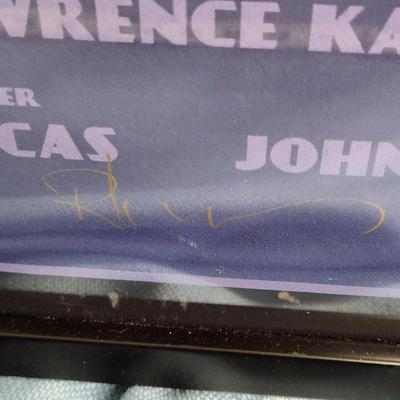 WRENCE KA
ER
CAS JOHN